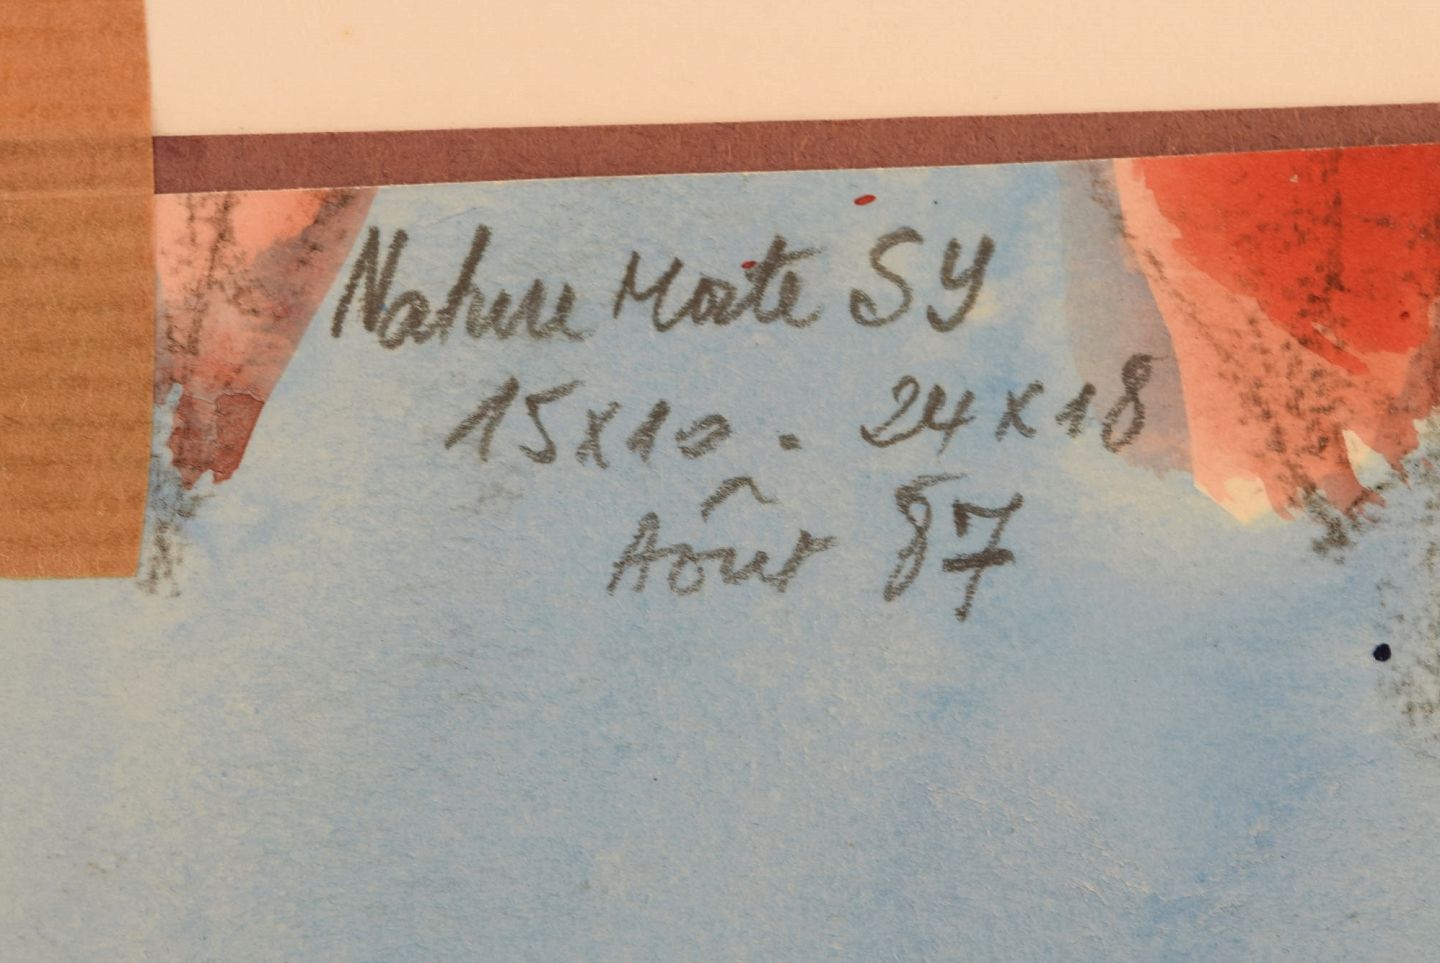 Nature Morte SY
15x10 . 24x18
Août 87